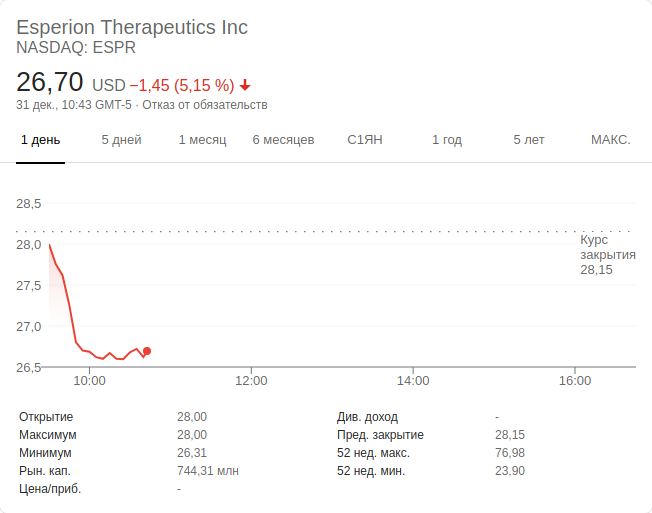 Esperion Therapeutics Inc
NASDAQ: ESPR
26,70 USD −1,45 (5,15 %)
31 дек., 10:43 GMT-5 · Отказ от обязательств
1 день 5 дней 1 месяц 6 месяцев С1ЯН 1 год 5 лет МАКС.
28,5
Курс
28,0
закрытия
28,15
27,5
27,0
26,5
10:00 12:00 14:00 16:00
Открытие 28,00 Див. доход -
Максимум 28,00 Пред. закрытие 28,15
Минимум 26,31 52 нед. макс. 76,98
Рын. кап. 744,31 млн 52 нед. мин. 23,90
Цена/приб. -